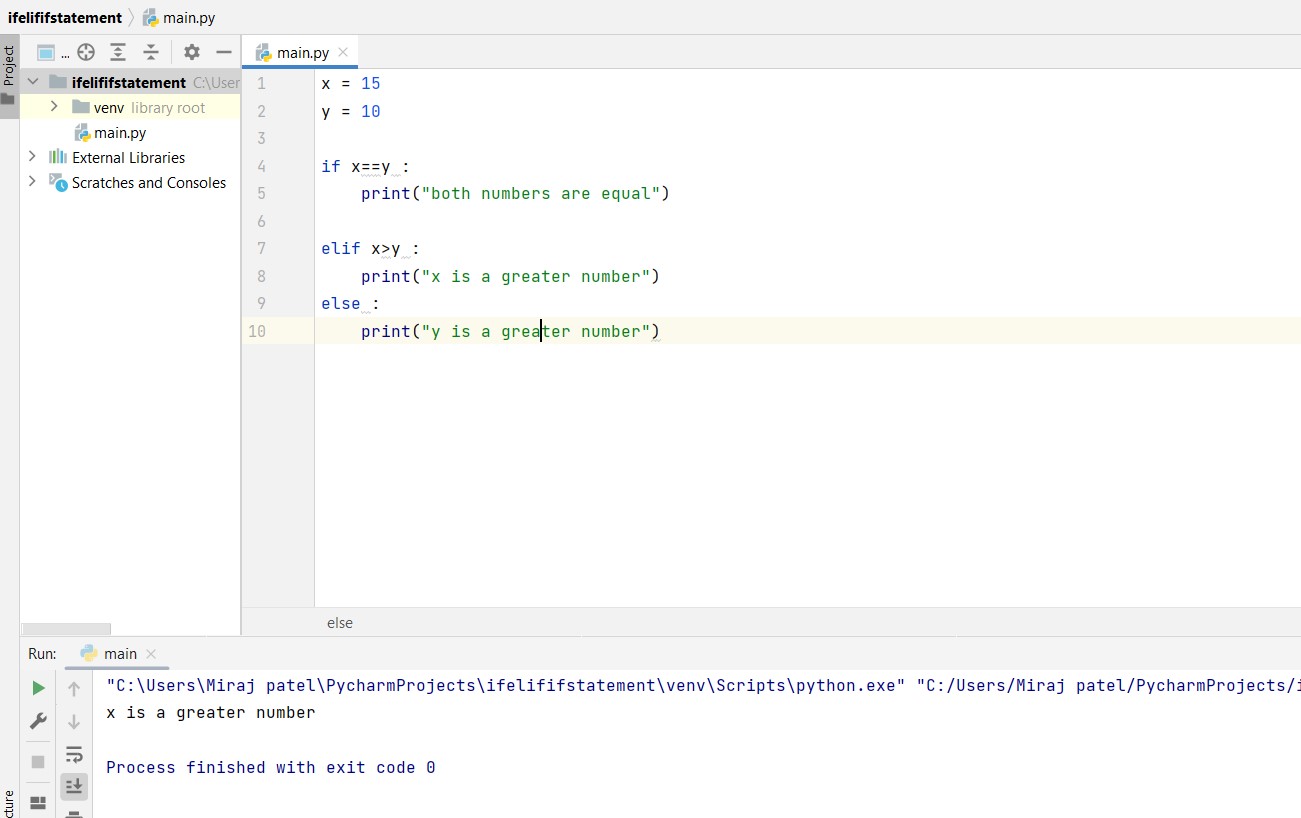 ifelififstatement main.py
Project
...
main.py
ifelififstatement C:\User
venv library root
main.py
External Libraries
Scratches and Consoles
1 x = 15
2 y = 10
3
4 if x==y :
5     print("both numbers are equal")
6
7 elif x>y :
8     print("x is a greater number")
9 else :
10     print("y is a greater number")
else
Run: main
"C:\Users\Miraj patel\PycharmProjects\ifelififstatement\venv\Scripts\python.exe" "C:/Users/Miraj patel/PycharmProjects/i
x is a greater number
Process finished with exit code 0
cture